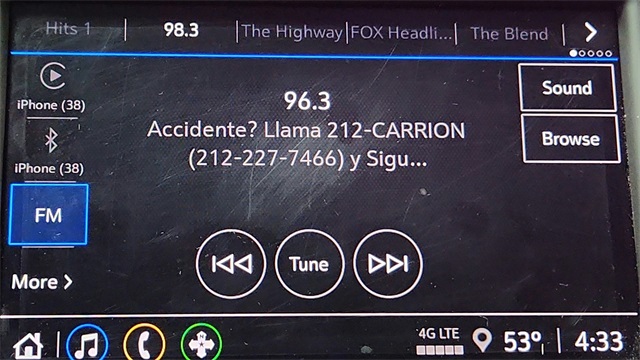 Hits 1 98.3 The Highway FOX Headli... The Blend
iPhone (38)
iPhone (38)
FM
More
96.3
Accidente? Llama 212-CARRION
(212-227-7466) y Sigu...
Sound
Browse
Tune
4G LTE 53° 4:33